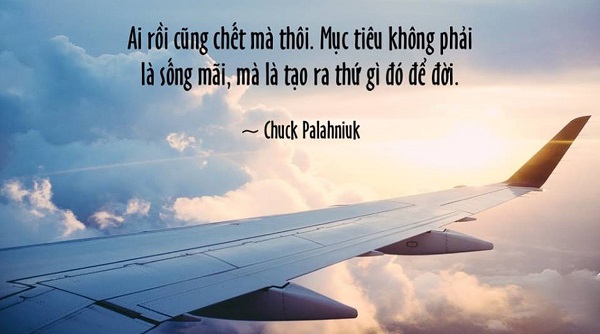 Ai rồi cũng chết mà thôi. Mục tiêu không phải
là sống mãi, mà là tạo ra thứ gì đó để đời.
~ Chuck Palahniuk